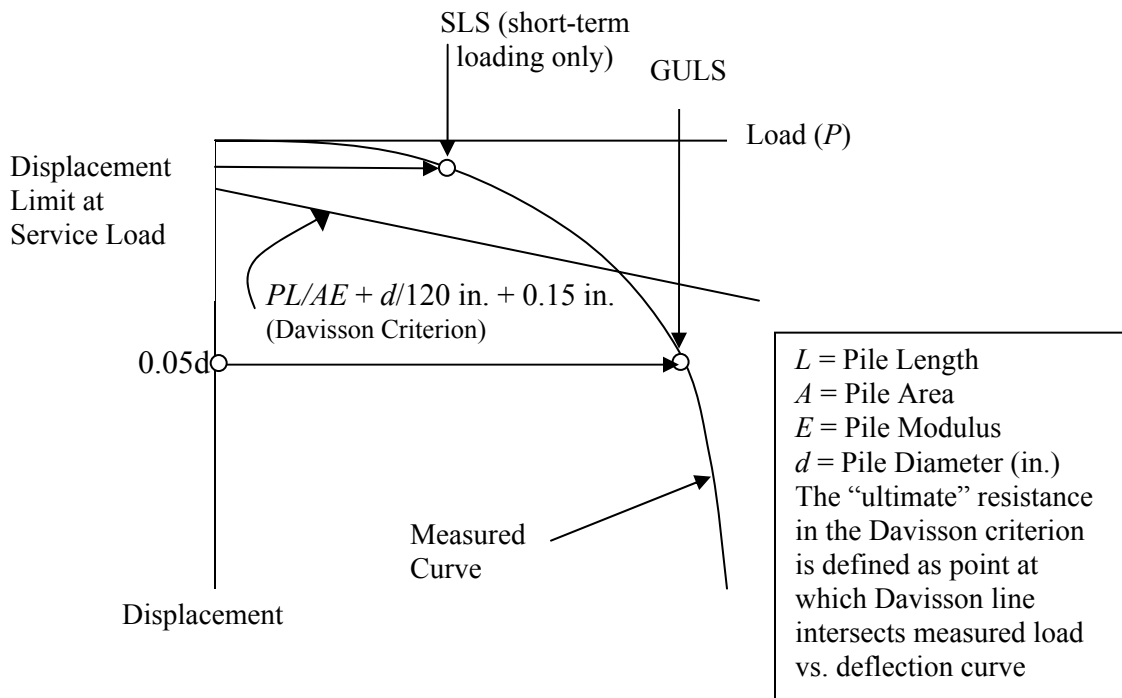 SLS (short-term
loading only)
GULS
Load (P)
Displacement
Limit at
Service Load
PL/AE + d/120 in. + 0.15 in.
(Davisson Criterion)
0.05d
Measured
Curve
Displacement
L = Pile Length
A = Pile Area
E = Pile Modulus
d = Pile Diameter (in.)
The “ultimate” resistance
in the Davisson criterion
is defined as point at
which Davisson line
intersects measured load
vs. deflection curve